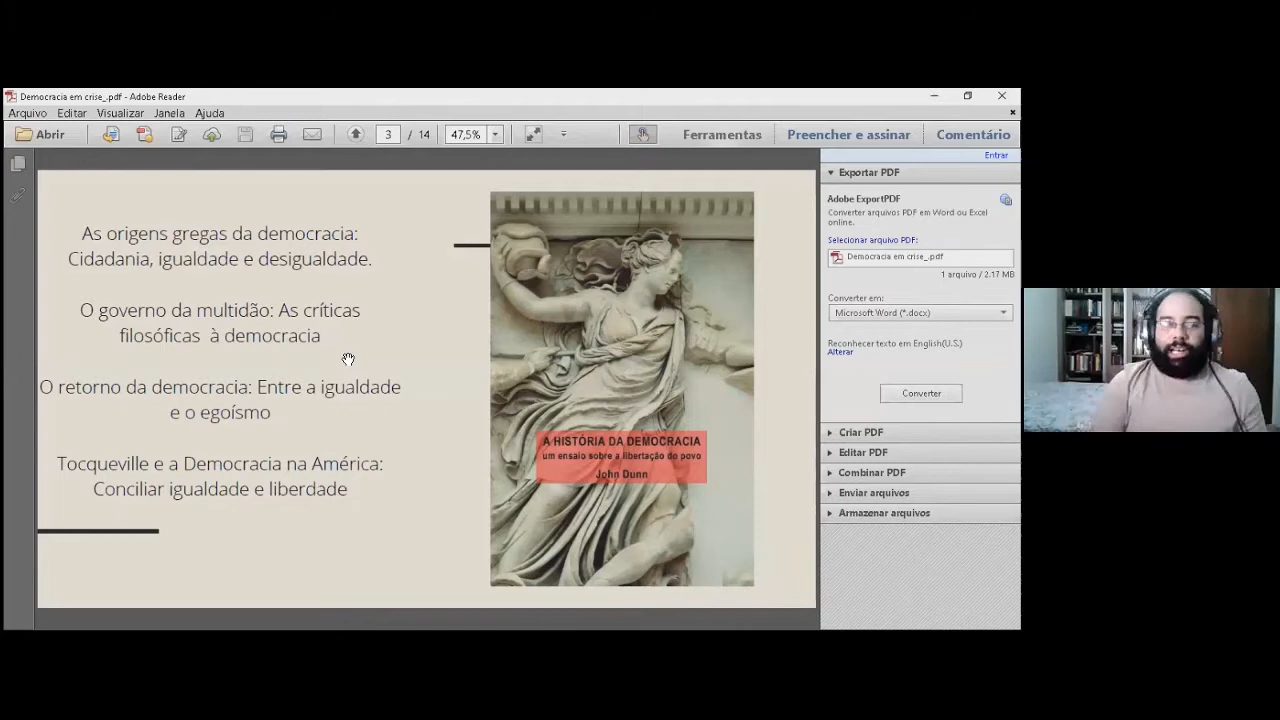 Democracia em crise_.pdf - Adobe Reader
Arquivo Editar Visualizar Janela Ajuda
Abrir
3 / 14
47,5%
Ferramentas
Preencher e assinar
Comentário
Entrar
As origens gregas da democracia:
Cidadania, igualdade e desigualdade.
O governo da multidão: As críticas
filosóficas à democracia
O retorno da democracia: Entre a igualdade
e o egoísmo
Tocqueville e a Democracia na América:
Conciliar igualdade e liberdade
A HISTÓRIA DA DEMOCRACIA
um ensaio sobre a libertação do povo
John Dunn
Exportar PDF
Adobe ExportPDF
Converter arquivos PDF em Word ou Excel
online.
Selecionar arquivo PDF:
Democracia em crise_.pdf
1 arquivo / 2.17 MB
Converter em:
Microsoft Word (*.docx)
Reconhecer texto em English(U.S.)
Alterar
Converter
Criar PDF
Editar PDF
Combinar PDF
Enviar arquivos
Armazenar arquivos